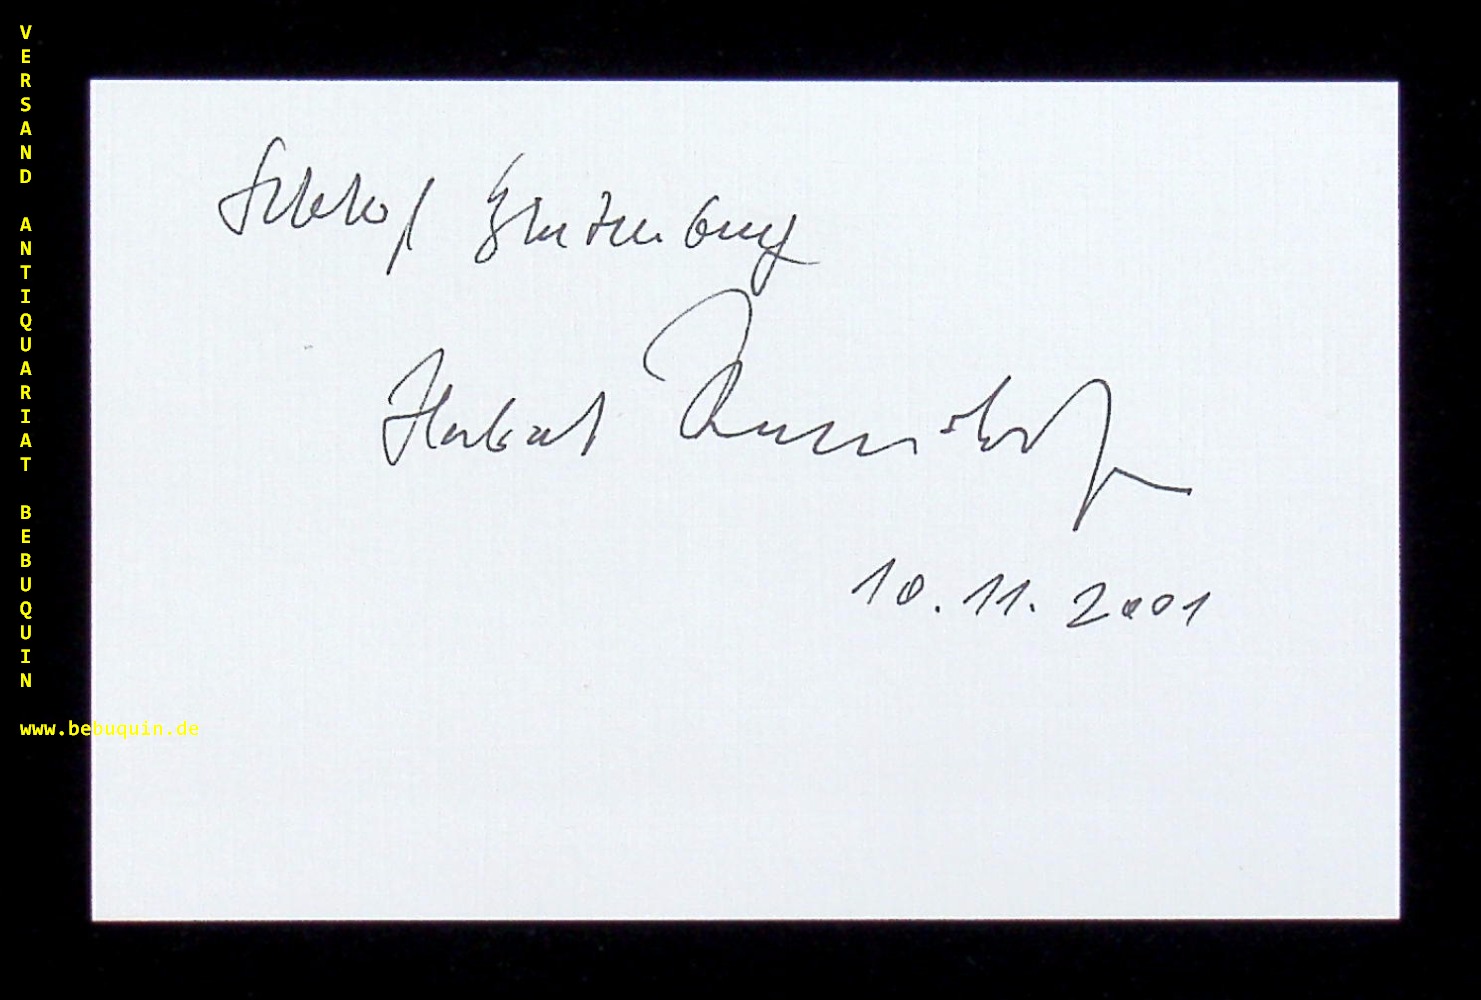 VERSAND ANTIQUARIAT BEBUQUIN
www.bebuquin.de
Schloß
Herbert
10.11.2001